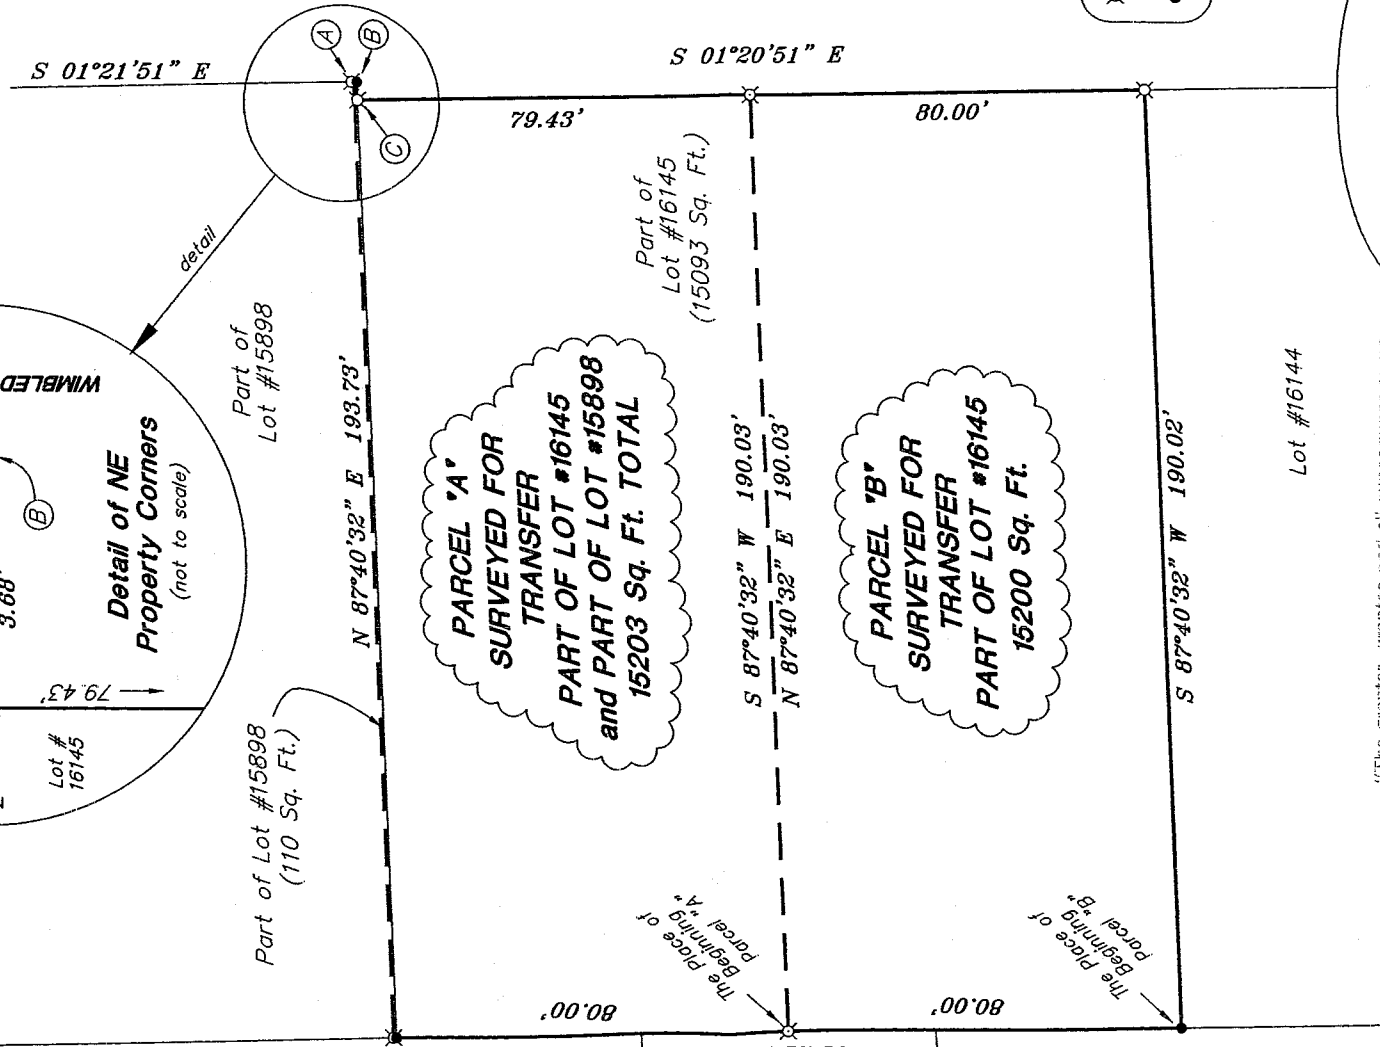 S 01°21'51" E
A
B
C
S 01°20'51" E
79.43'
80.00'
detail
Part of
Lot #15898
WIMBLED
B
3.68'
Detail of NE
Property Corners
(not to scale)
79.43'
Lot #
16145
N 87°40'32" E 193.73'
Part of Lot #15898
(110 Sq. Ft.)
Part of
Lot #16145
(15093 Sq. Ft.)
PARCEL "A"
SURVEYED FOR
TRANSFER
PART OF LOT #16145
and PART OF LOT #15898
15203 Sq. Ft. TOTAL
S 87°40'32" W 190.03'
N 87°40'32" E 190.03'
PARCEL "B"
SURVEYED FOR
TRANSFER
PART OF LOT #16145
15200 Sq. Ft.
S 87°40'32" W 190.02'
Lot #16144
The Place of
Beginning
Parcel "A"
The Place of
Beginning
Parcel "B"
80.00'
80.00'